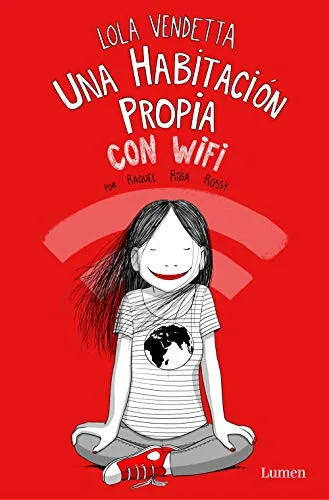 LOLA VENDETTA
UNA HABITACIÓN
PROPIA
CON WIFI
POR RAQUEL RIBA ROSSY
Lumen